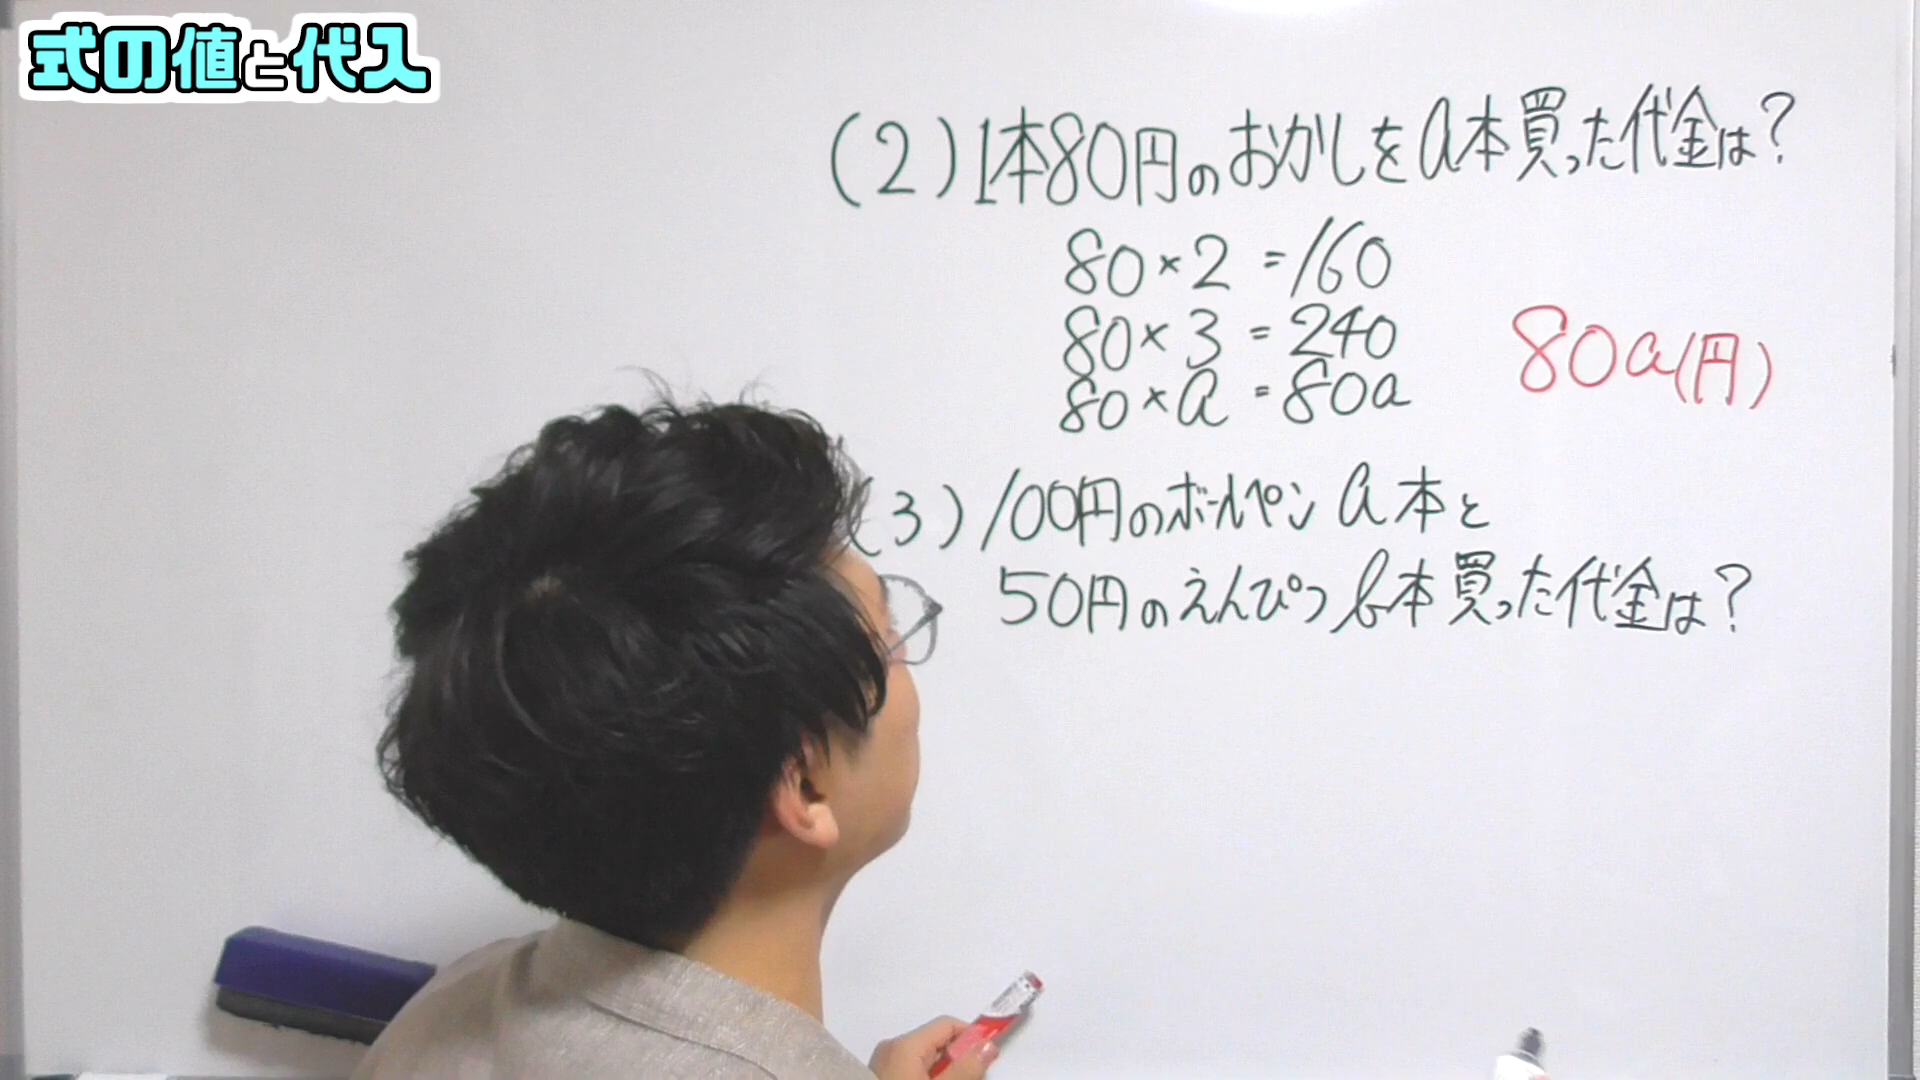 式の値と代入
(2)1本80円のおかしをa本買った代金は?
80×2=160
80×3=240
80×a=80a
80a(円)
(3)100円のボールペンa本と
50円のえんぴつb本買った代金は?